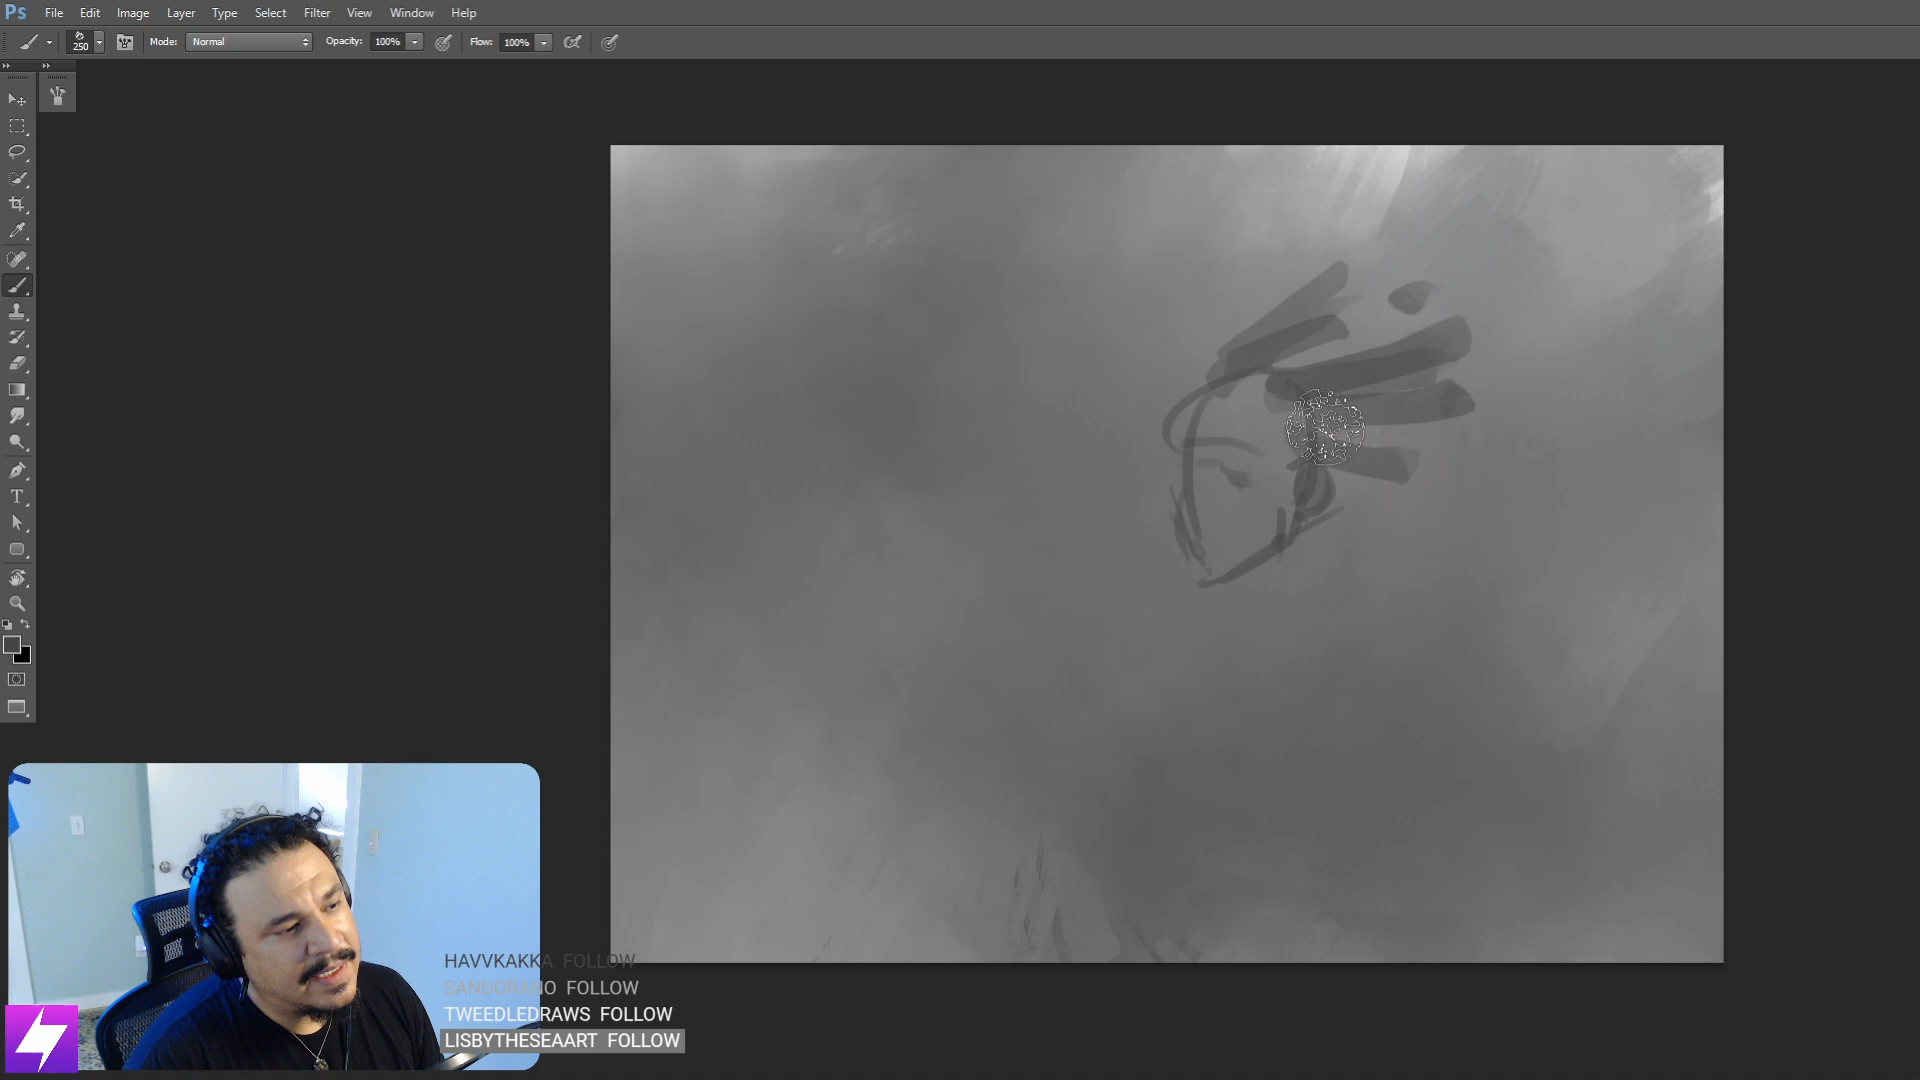 Ps File Edit Image Layer Type Select Filter View Window Help
250 Mode: Normal Opacity: 100% Flow: 100%
T
HAVVKAKKA FOLLOW
SANDORANO FOLLOW
TWEEDLEDRAWS FOLLOW
LISBYTHESEAART FOLLOW